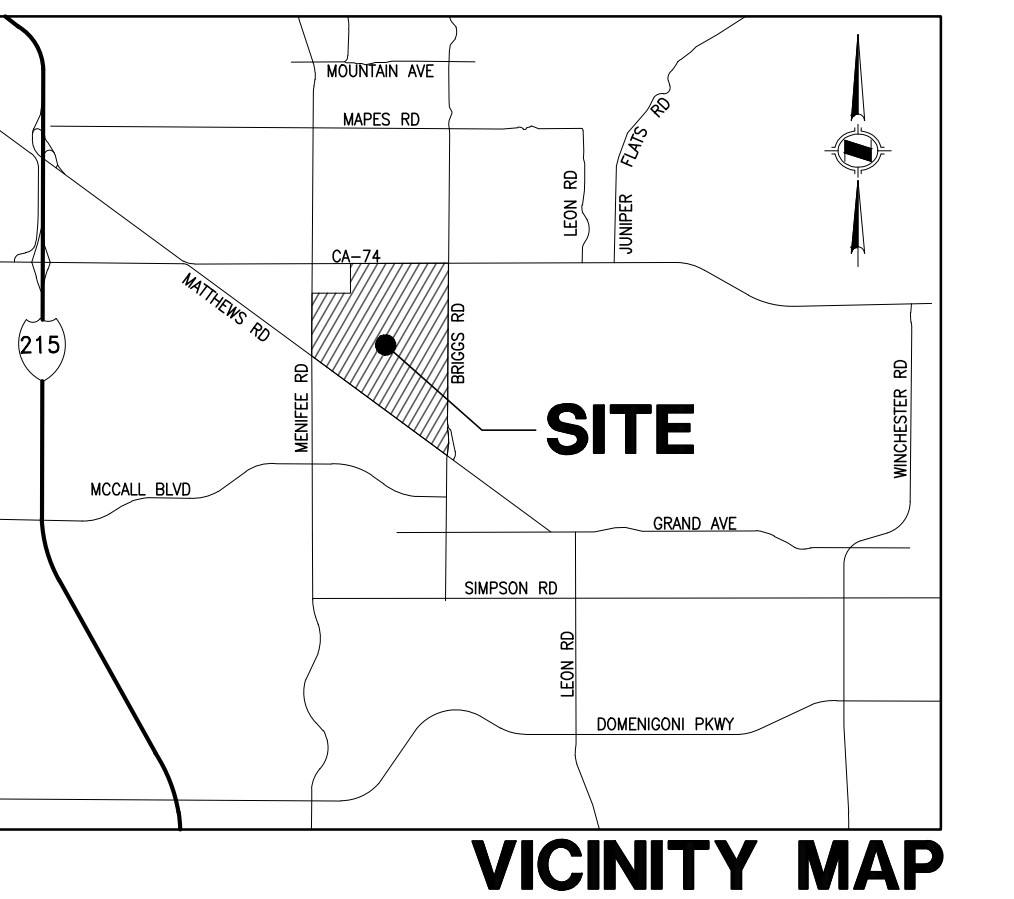 MOUNTAIN AVE
MAPES RD
JUNIPER FLATS RD
LEON RD
CA-74
MATTHEWS RD
215
BRIGGS RD
MENIFEE RD
WINCHESTER RD
SITE
MCCALL BLVD
GRAND AVE
SIMPSON RD
LEON RD
DOMENIGONI PKWY
VICINITY MAP